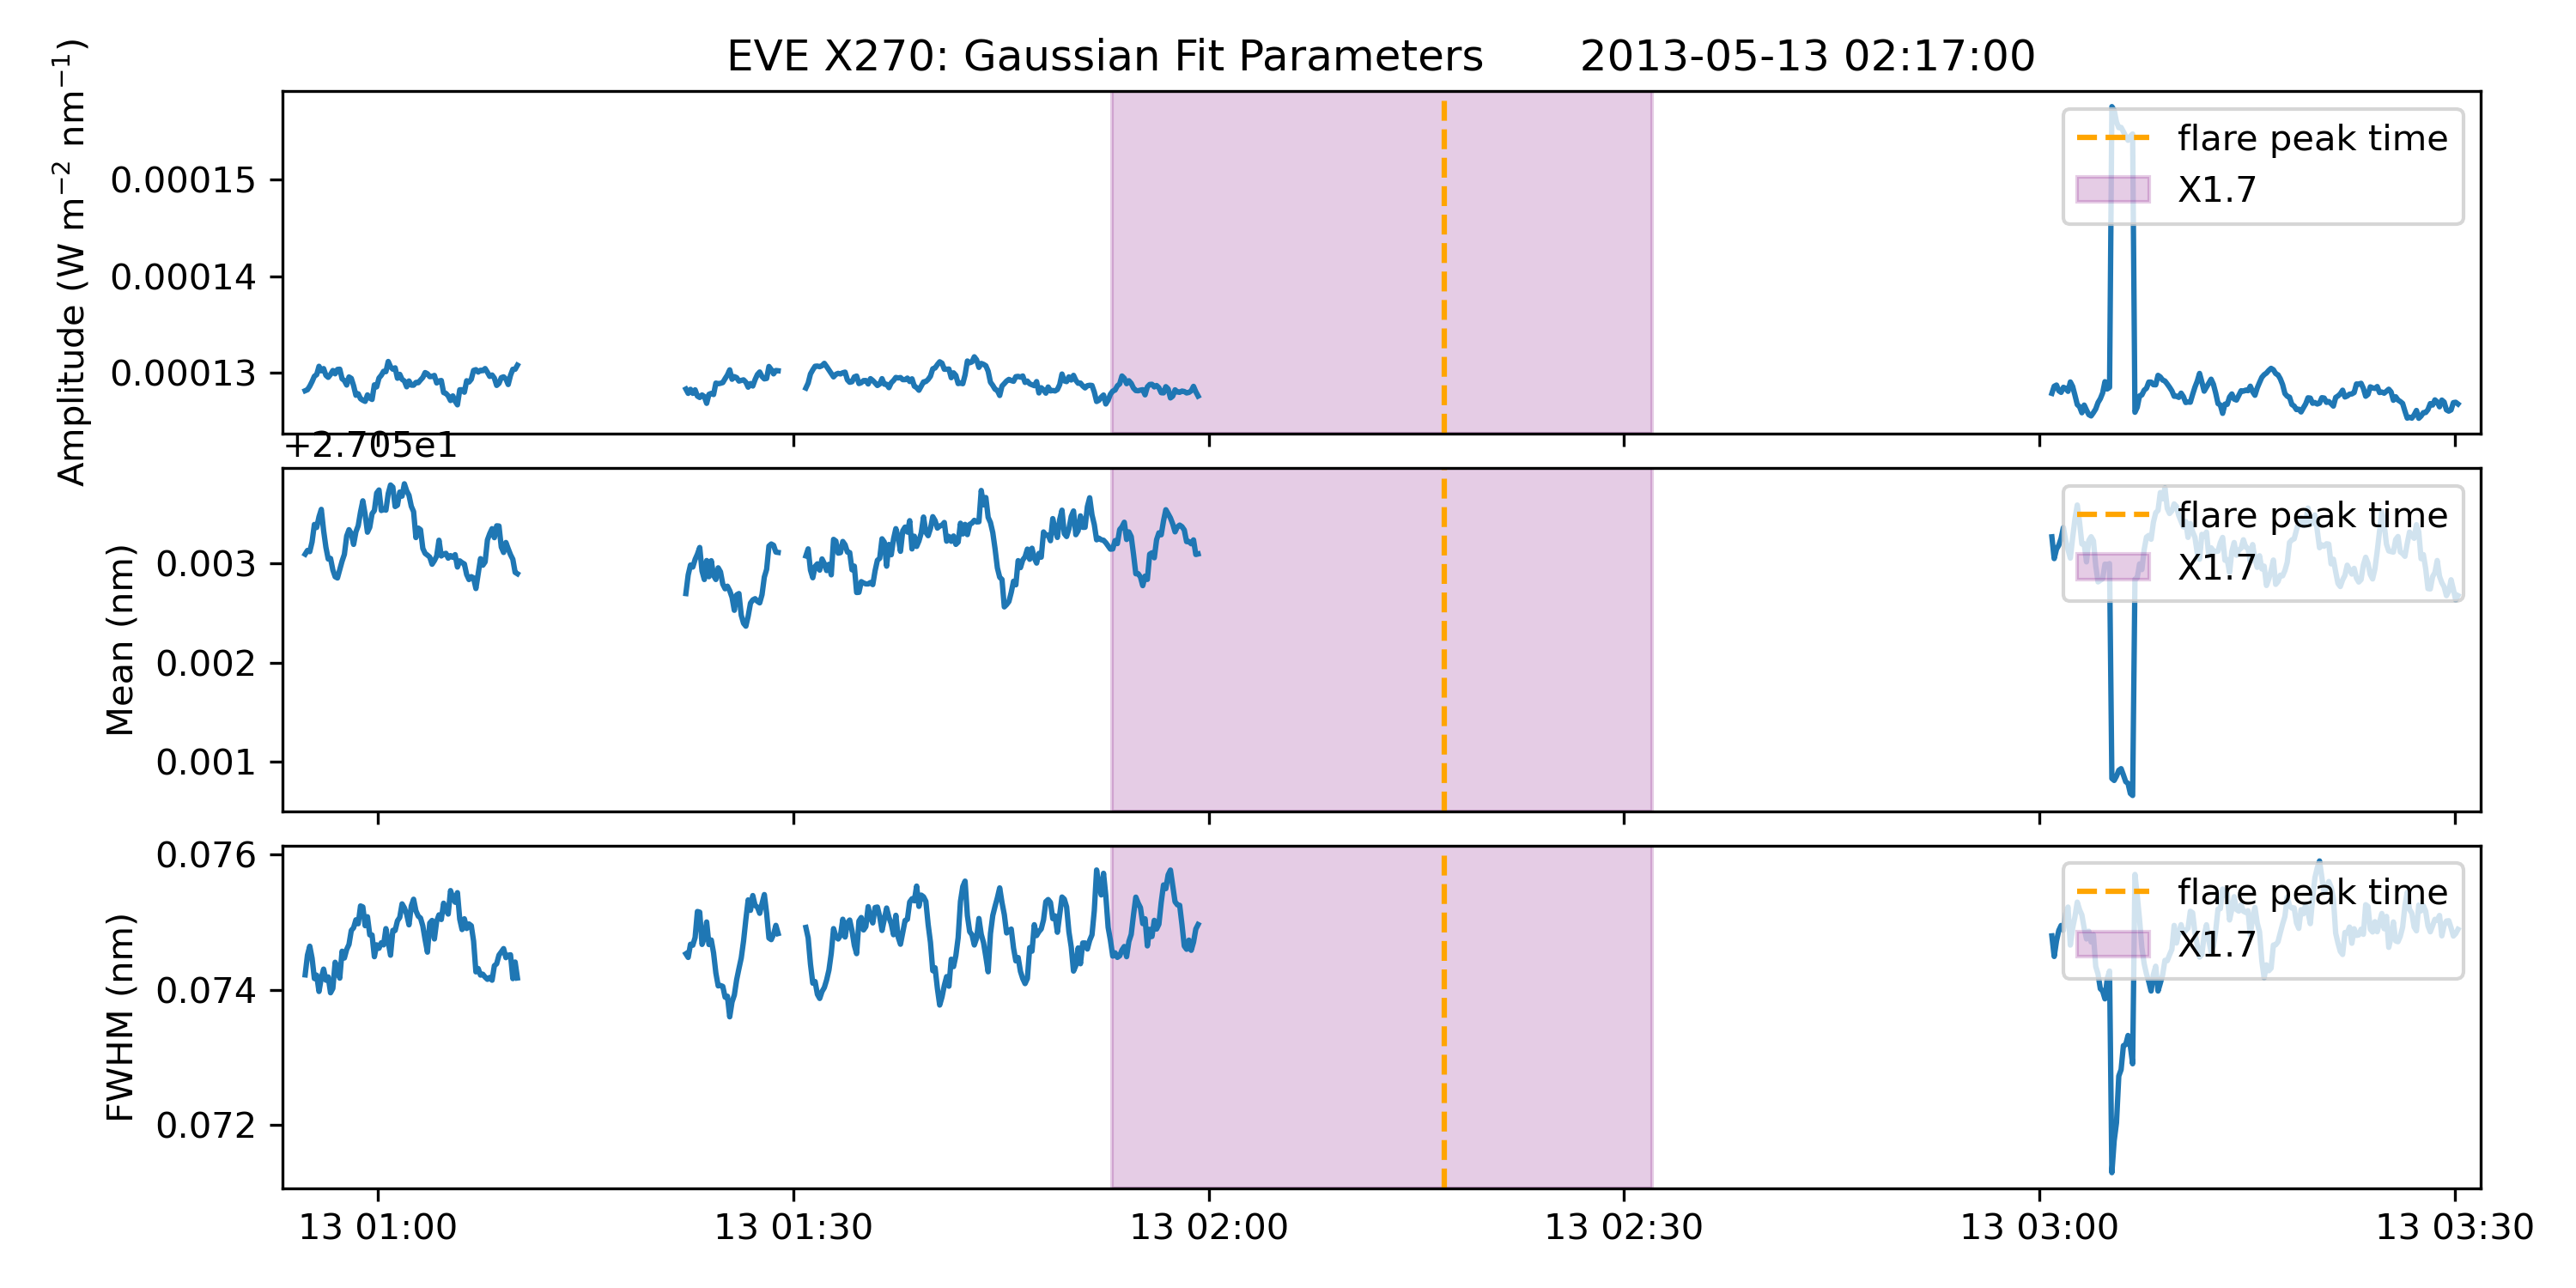 EVE X270: Gaussian Fit Parameters 2013-05-13 02:17:00
Amplitude (W m⁻² nm⁻¹)
0.00015
0.00014
0.00013
flare peak time
X1.7
+2.705e1
Mean (nm)
0.003
0.002
0.001
flare peak time
X1.7
FWHM (nm)
0.076
0.074
0.072
flare peak time
X1.7
13 01:00 13 01:30 13 02:00 13 02:30 13 03:00 13 03:30